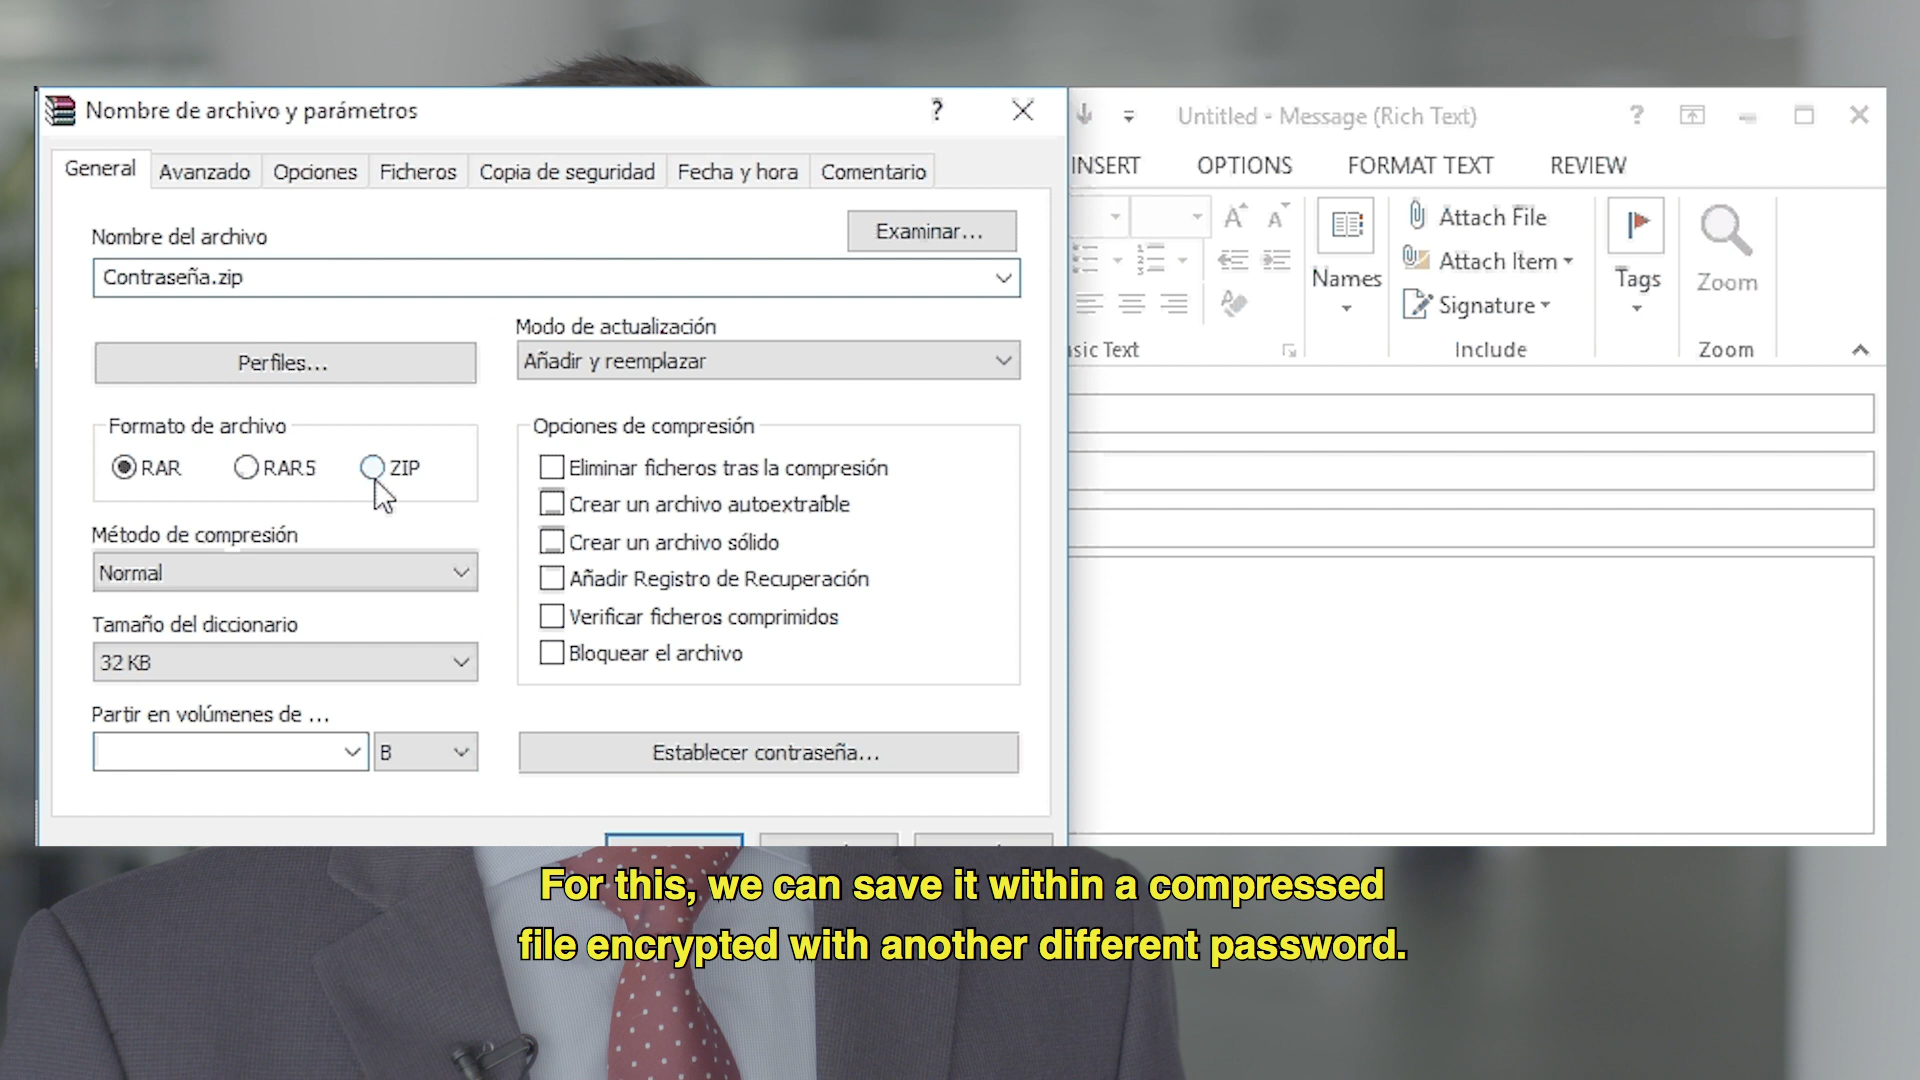 Nombre de archivo y parámetros
?
General
Avanzado
Opciones
Ficheros
Copia de seguridad
Fecha y hora
Comentario
Nombre del archivo
Examinar...
Contraseña.zip
Perfiles...
Modo de actualización
Añadir y reemplazar
Formato de archivo
RAR
RAR5
ZIP
Método de compresión
Normal
Tamaño del diccionario
32 KB
Partir en volúmenes de ...
B
Opciones de compresión
Eliminar ficheros tras la compresión
Crear un archivo autoextraíble
Crear un archivo sólido
Añadir Registro de Recuperación
Verificar ficheros comprimidos
Bloquear el archivo
Establecer contraseña...
Untitled - Message (Rich Text)
?
INSERT
OPTIONS
FORMAT TEXT
REVIEW
Names
Attach File
Attach Item
Signature
Include
Tags
Zoom
Zoom
Text
For this, we can save it within a compressed
file encrypted with another different password.